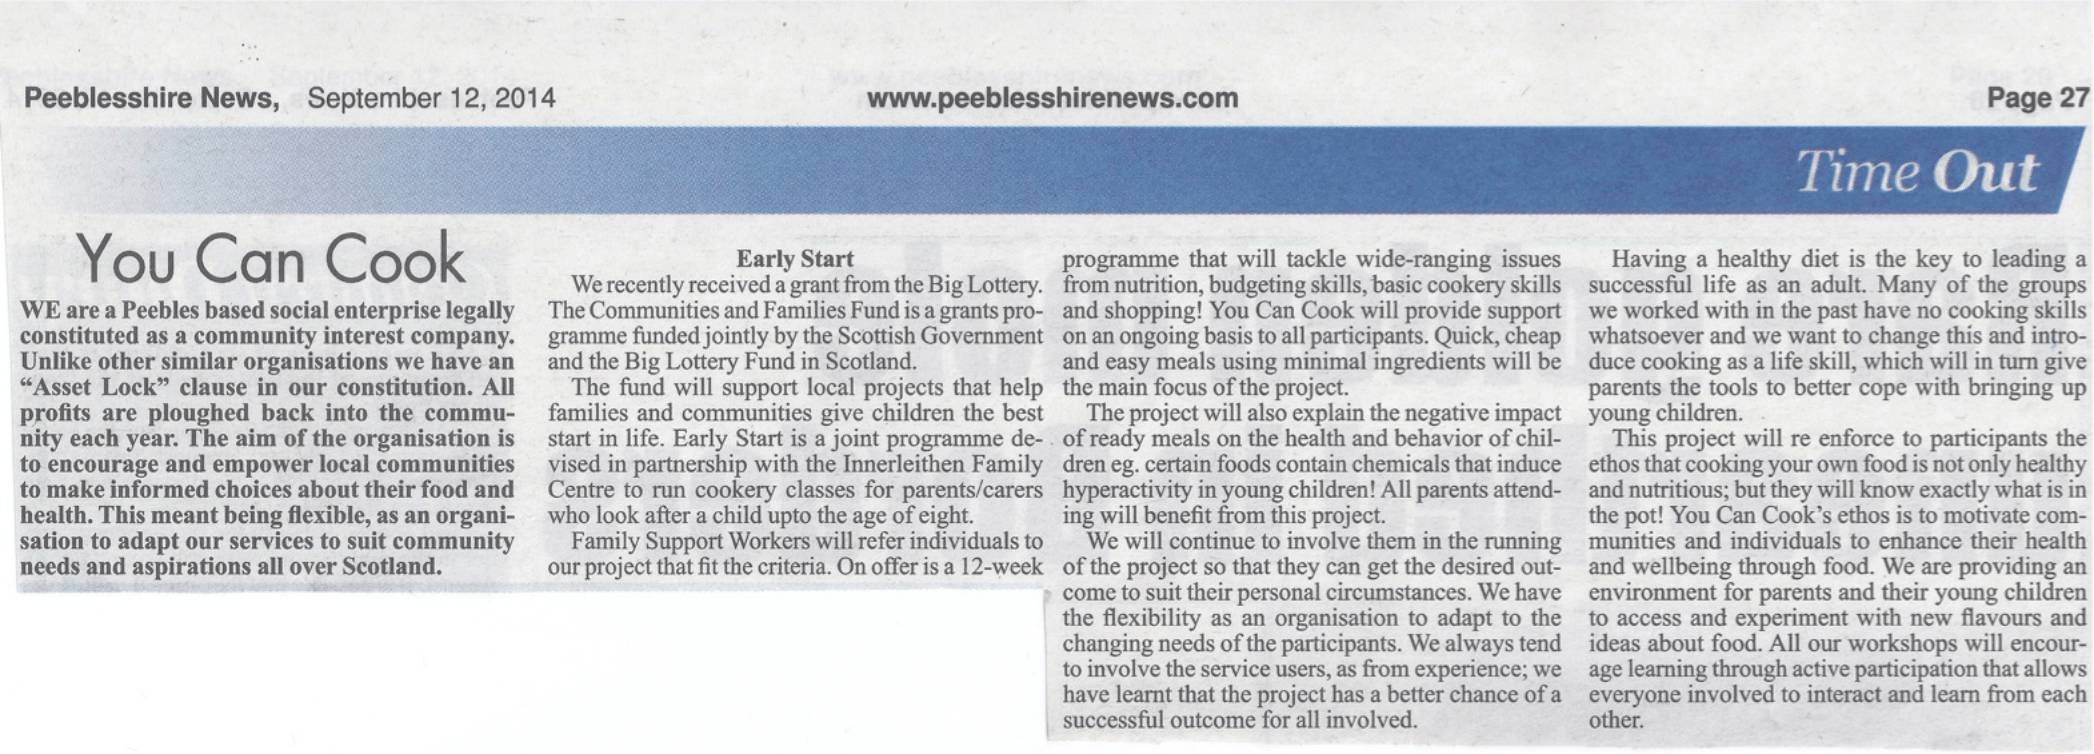 Peeblesshire News, September 12, 2014
www.peeblesshirenews.com
Page 27
Time Out
You Can Cook
WE are a Peebles based social enterprise legally
constituted as a community interest company.
Unlike other similar organisations we have an
“Asset Lock” clause in our constitution. All
profits are ploughed back into the commu-
nity each year. The aim of the organisation is
to encourage and empower local communities
to make informed choices about their food and
health. This meant being flexible, as an organi-
sation to adapt our services to suit community
needs and aspirations all over Scotland.
Early Start
We recently received a grant from the Big Lottery.
The Communities and Families Fund is a grants pro-
gramme funded jointly by the Scottish Government
and the Big Lottery Fund in Scotland.
The fund will support local projects that help
families and communities give children the best
start in life. Early Start is a joint programme de-
vised in partnership with the Innerleithen Family
Centre to run cookery classes for parents/carers
who look after a child upto the age of eight.
Family Support Workers will refer individuals to
our project that fit the criteria. On offer is a 12-week
programme that will tackle wide-ranging issues
from nutrition, budgeting skills, basic cookery skills
and shopping! You Can Cook will provide support
on an ongoing basis to all participants. Quick, cheap
and easy meals using minimal ingredients will be
the main focus of the project.
The project will also explain the negative impact
of ready meals on the health and behavior of chil-
dren eg. certain foods contain chemicals that induce
hyperactivity in young children! All parents attend-
ing will benefit from this project.
We will continue to involve them in the running
of the project so that they can get the desired out-
come to suit their personal circumstances. We have
the flexibility as an organisation to adapt to the
changing needs of the participants. We always tend
to involve the service users, as from experience; we
have learnt that the project has a better chance of a
successful outcome for all involved.
Having a healthy diet is the key to leading a
successful life as an adult. Many of the groups
we worked with in the past have no cooking skills
whatsoever and we want to change this and intro-
duce cooking as a life skill, which will in turn give
parents the tools to better cope with bringing up
young children.
This project will re enforce to participants the
ethos that cooking your own food is not only healthy
and nutritious; but they will know exactly what is in
the pot! You Can Cook’s ethos is to motivate com-
munities and individuals to enhance their health
and wellbeing through food. We are providing an
environment for parents and their young children
to access and experiment with new flavours and
ideas about food. All our workshops will encour-
age learning through active participation that allows
everyone involved to interact and learn from each
other.